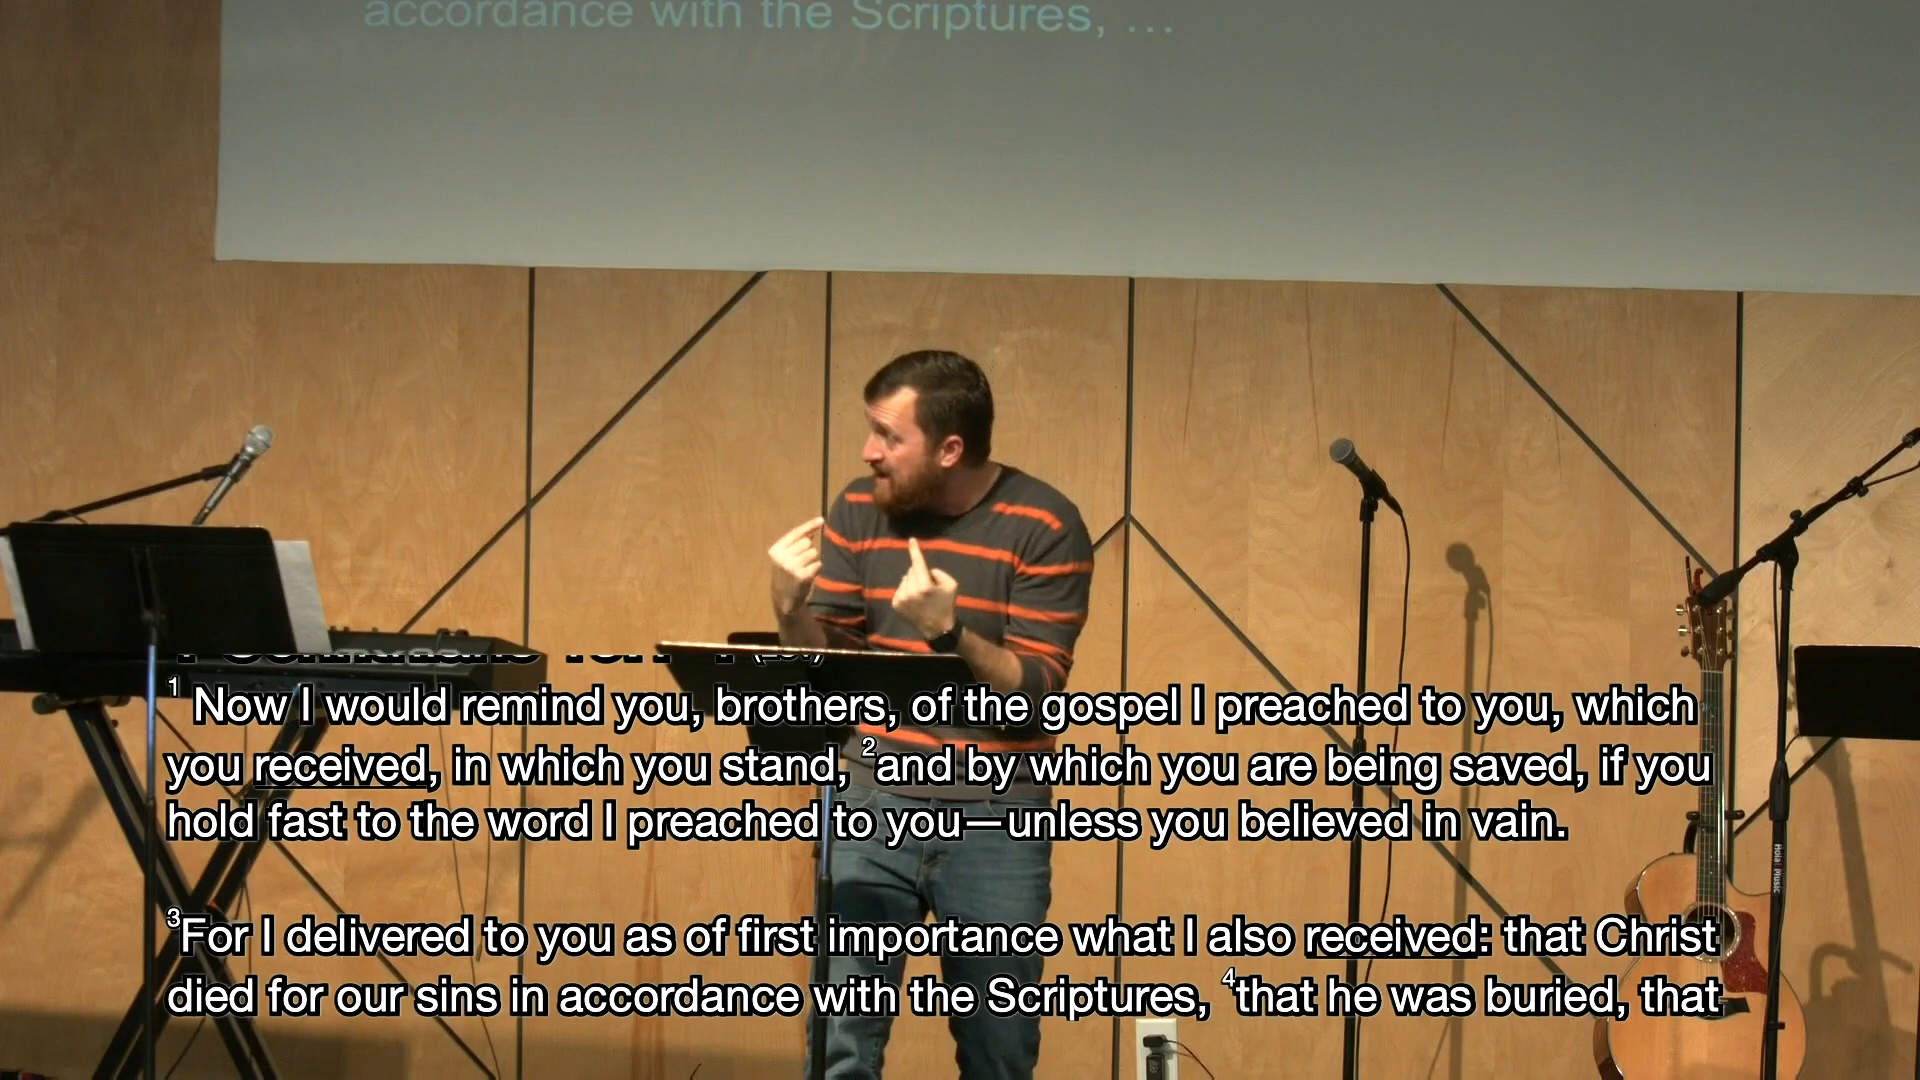 accordance with the Scriptures, …
(ESV)
1 Now I would remind you, brothers, of the gospel I preached to you, which
you received, in which you stand, 2and by which you are being saved, if you
hold fast to the word I preached to you—unless you believed in vain.
3For I delivered to you as of first importance what I also received: that Christ
died for our sins in accordance with the Scriptures, 4that he was buried, that
Hola! Music